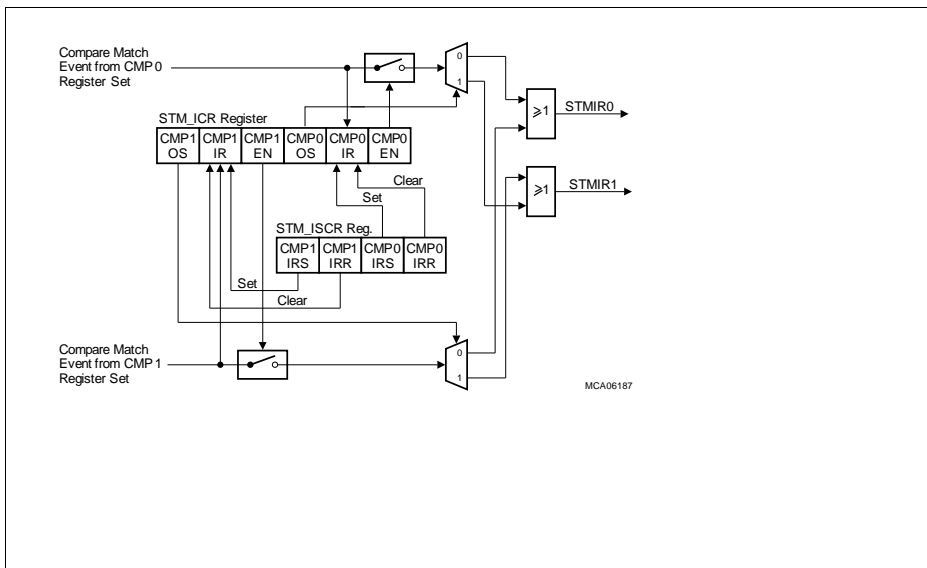 Compare Match
Event from CMP0
Register Set
0
1
≥1
STMIR0
STM_ICR Register
CMP1 OS
CMP1 IR
CMP1 EN
CMP0 OS
CMP0 IR
CMP0 EN
≥1
STMIR1
Clear
Set
STM_ISCR Reg.
CMP1 IRS
CMP1 IRR
CMP0 IRS
CMP0 IRR
Set
Clear
Compare Match
Event from CMP1
Register Set
0
1
MCA06187